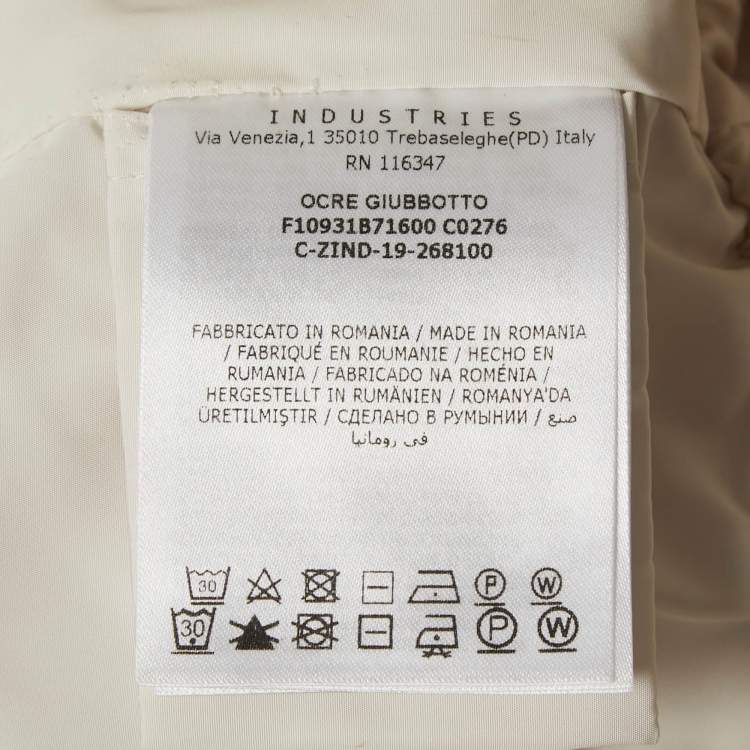 INDUSTRIES
Via Venezia,1 35010 Trebaseleghe(PD) Italy
RN 116347
OCRE GIUBBOTTO
F10931B71600 C0276
C-ZIND-19-268100
FABBRICATO IN ROMANIA / MADE IN ROMANIA
/ FABRIQUÉ EN ROUMANIE / HECHO EN
RUMANIA / FABRICADO NA ROMÉNIA /
HERGESTELLT IN RUMÄNIEN / ROMANYA'DA
ÜRETILMIŞTIR / СДЕЛАНО В РУМЫНИИ / صنع
في رومانيا
30 P W
30 P W